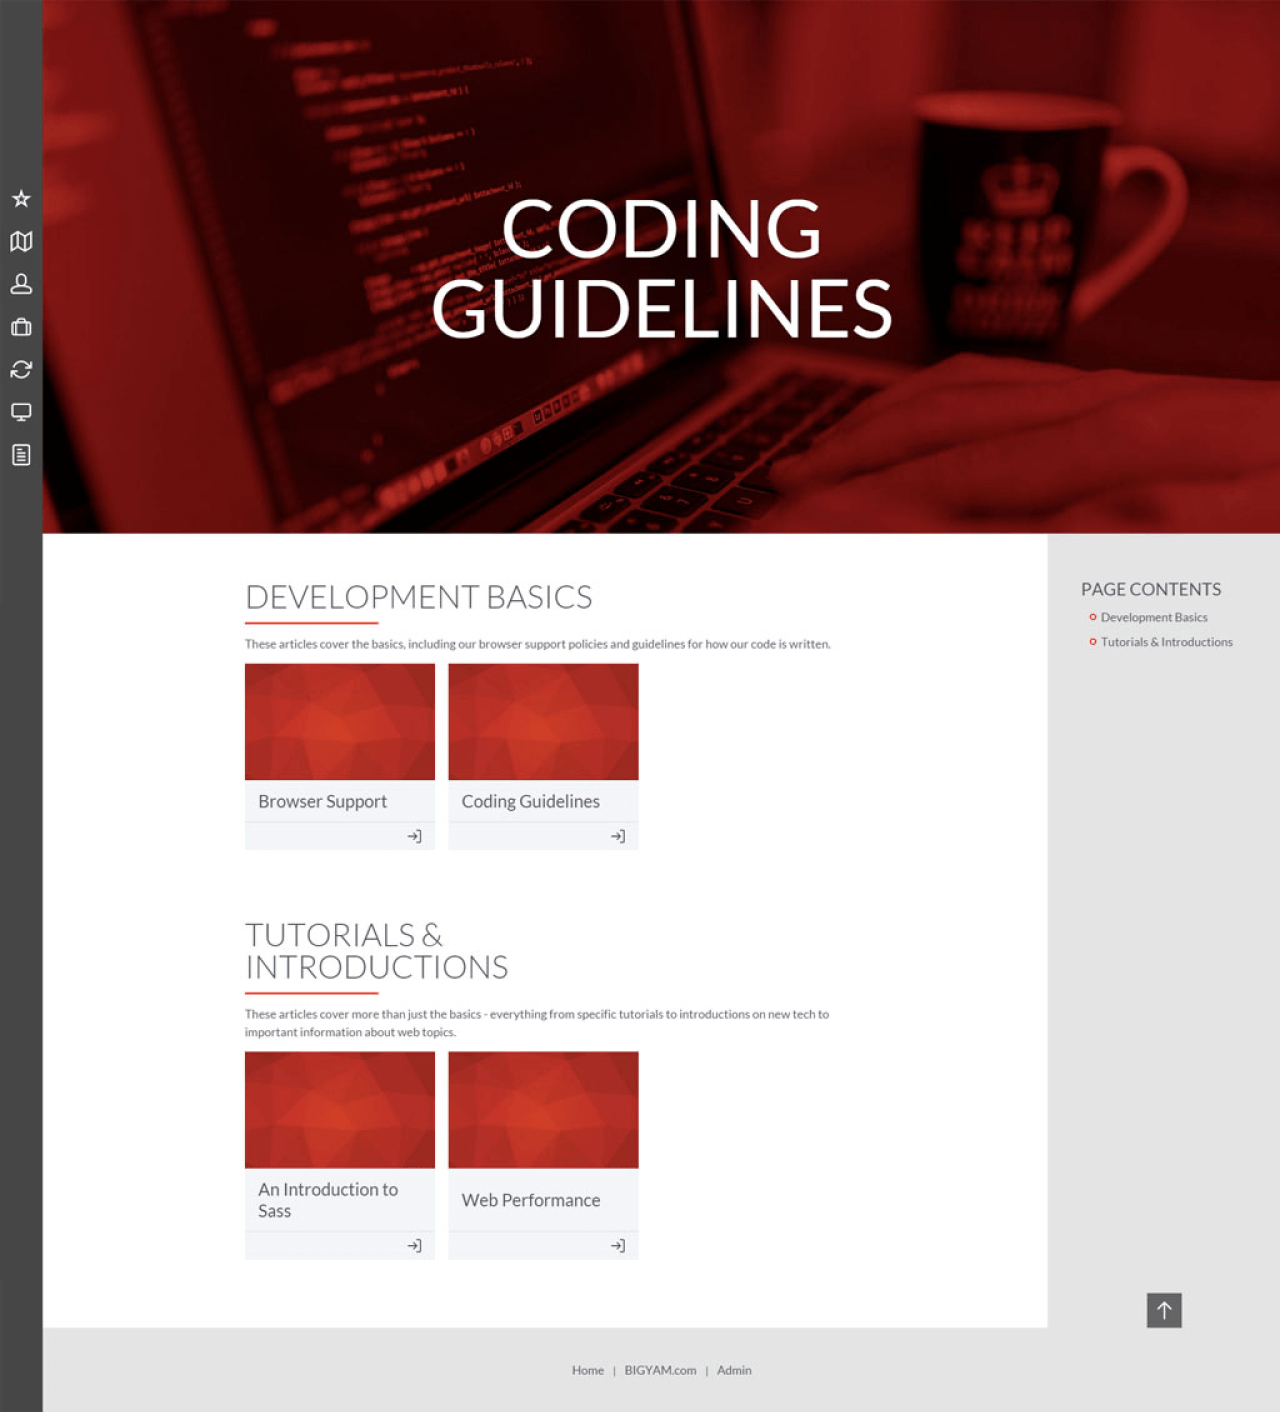 CODING
GUIDELINES
DEVELOPMENT BASICS
These articles cover the basics, including our browser support policies and guidelines for how our code is written.
Browser Support
Coding Guidelines
TUTORIALS &
INTRODUCTIONS
These articles cover more than just the basics - everything from specific tutorials to introductions on new tech to
important information about web topics.
An Introduction to
Sass
Web Performance
PAGE CONTENTS
Development Basics
Tutorials & Introductions
Home | BIGYAM.com | Admin